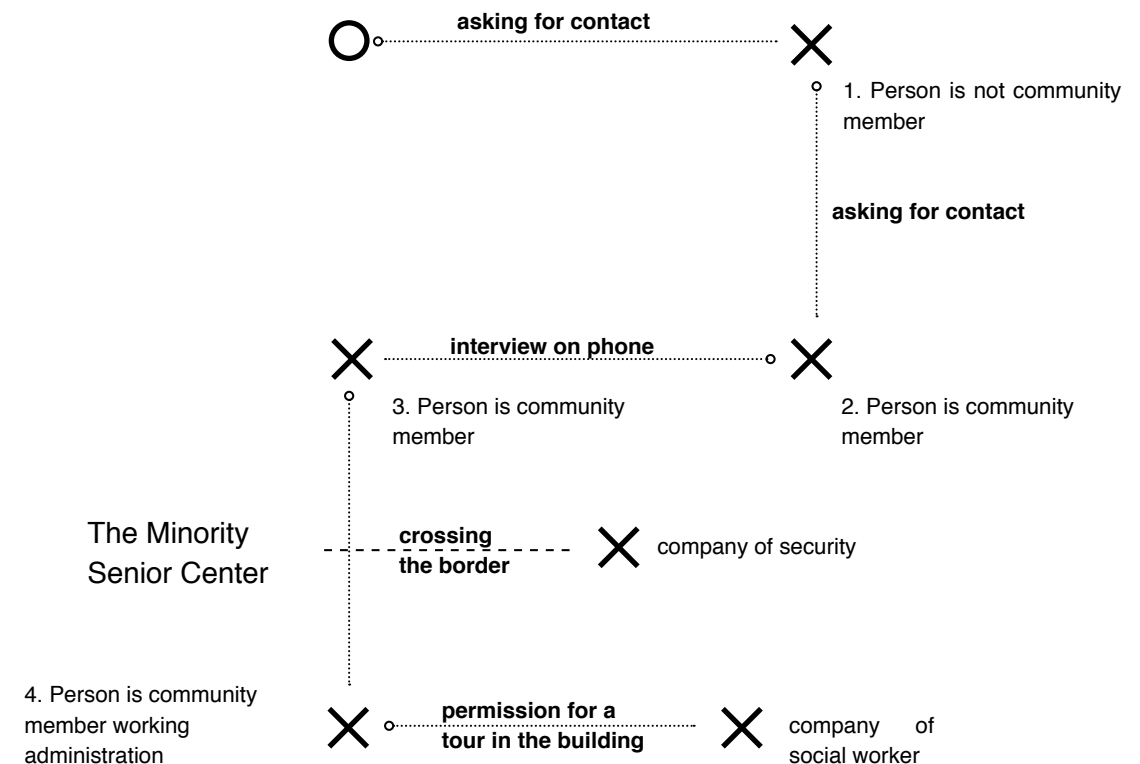 asking for contact
1. Person is not community
member
asking for contact
interview on phone
3. Person is community
member
2. Person is community
member
The Minority
Senior Center
crossing
the border
company of security
4. Person is community
member working
administration
permission for a
tour in the building
company of
social worker